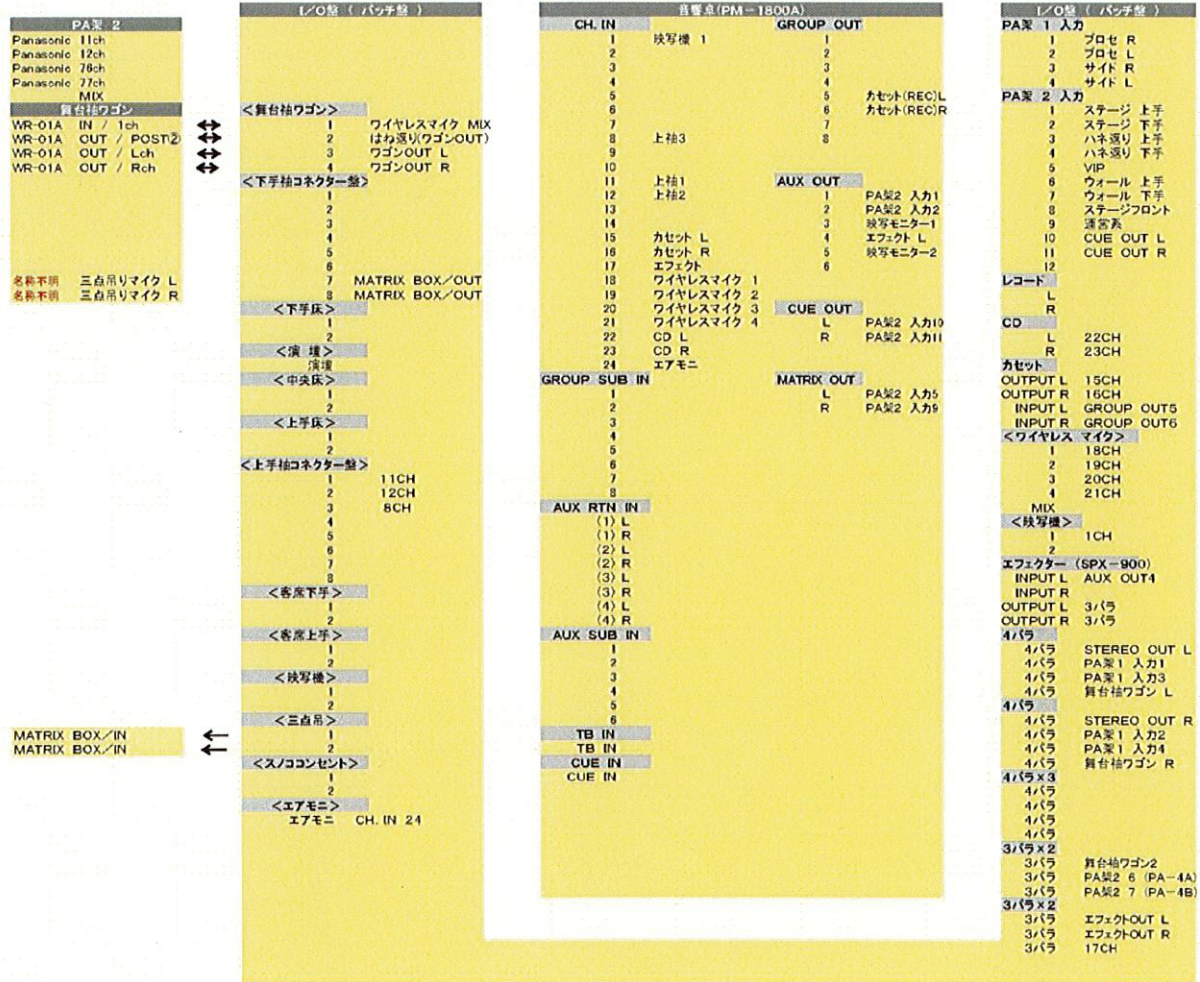 PA架 2
Panasonic 11ch
Panasonic 12ch
Panasonic 76ch
Panasonic 77ch
MIX
舞台袖ワゴン
WR-01A IN / 1ch
WR-01A OUT / POST②
WR-01A OUT / Lch
WR-01A OUT / Rch
名称不明 三点吊りマイク L
名称不明 三点吊りマイク R
MATRIX BOX/IN
MATRIX BOX/IN
I/O盤 ( パッチ盤 )
<舞台袖ワゴン>
1 ワイヤレスマイク MIX
2 はね返り(ワゴンOUT)
3 ワゴンOUT L
4 ワゴンOUT R
<下手袖コネクター盤>
1
2
3
4
5
6
7 MATRIX BOX/OUT
8 MATRIX BOX/OUT
<下手床>
1
2
<演 壇>
演壇
<中央床>
1
2
<上手床>
1
2
<上手袖コネクター盤>
1 11CH
2 12CH
3 8CH
4
5
6
7
8
<客席下手>
1
2
<客席上手>
1
2
<映写機>
1
2
<三点吊>
1
2
<スノココンセント>
1
2
<エアモニ>
エアモニ CH. IN 24
音響卓(PM-1800A)
CH. IN
1 映写機 1
2
3
4
5
6
7
8 上袖3
9
10
11 上袖1
12 上袖2
13
14
15 カセット L
16 カセット R
17 エフェクト
18 ワイヤレスマイク 1
19 ワイヤレスマイク 2
20 ワイヤレスマイク 3
21 ワイヤレスマイク 4
22 CD L
23 CD R
24 エアモニ
GROUP SUB IN
1
2
3
4
5
6
7
8
AUX RTN IN
(1) L
(1) R
(2) L
(2) R
(3) L
(3) R
(4) L
(4) R
AUX SUB IN
1
2
3
4
5
6
TB IN
TB IN
CUE IN
CUE IN
GROUP OUT
1
2
3
4
5 カセット(REC)L
6 カセット(REC)R
7
8
AUX OUT
1 PA架2 入力1
2 PA架2 入力2
3 映写モニター1
4 エフェクト L
5 映写モニター2
6
CUE OUT
L PA架2 入力10
R PA架2 入力11
MATRIX OUT
L PA架2 入力5
R PA架2 入力9
I/O盤 ( パッチ盤 )
PA架 1 入力
1 プロセ R
2 プロセ L
3 サイド R
4 サイド L
PA架 2 入力
1 ステージ 上手
2 ステージ 下手
3 ハネ返り 上手
4 ハネ返り 下手
5 VIP
6 ウォール 上手
7 ウォール 下手
8 ステージフロント
9 運営系
10 CUE OUT L
11 CUE OUT R
12
レコード
L
R
CD
L 22CH
R 23CH
カセット
OUTPUT L 15CH
OUTPUT R 16CH
INPUT L GROUP OUT5
INPUT R GROUP OUT6
<ワイヤレス マイク>
1 18CH
2 19CH
3 20CH
4 21CH
MIX
<映写機>
1 1CH
2
エフェクター (SPX-900)
INPUT L AUX OUT4
INPUT R
OUTPUT L 3パラ
OUTPUT R 3パラ
4パラ
4パラ STEREO OUT L
4パラ PA架1 入力1
4パラ PA架1 入力3
4パラ 舞台袖ワゴン L
4パラ
4パラ STEREO OUT R
4パラ PA架1 入力2
4パラ PA架1 入力4
4パラ 舞台袖ワゴン R
4パラ×3
4パラ
4パラ
4パラ
4パラ
3パラ×2
3パラ 舞台袖ワゴン2
3パラ PA架2 6 (PA-4A)
3パラ PA架2 7 (PA-4B)
3パラ×2
3パラ エフェクトOUT L
3パラ エフェクトOUT R
3パラ 17CH